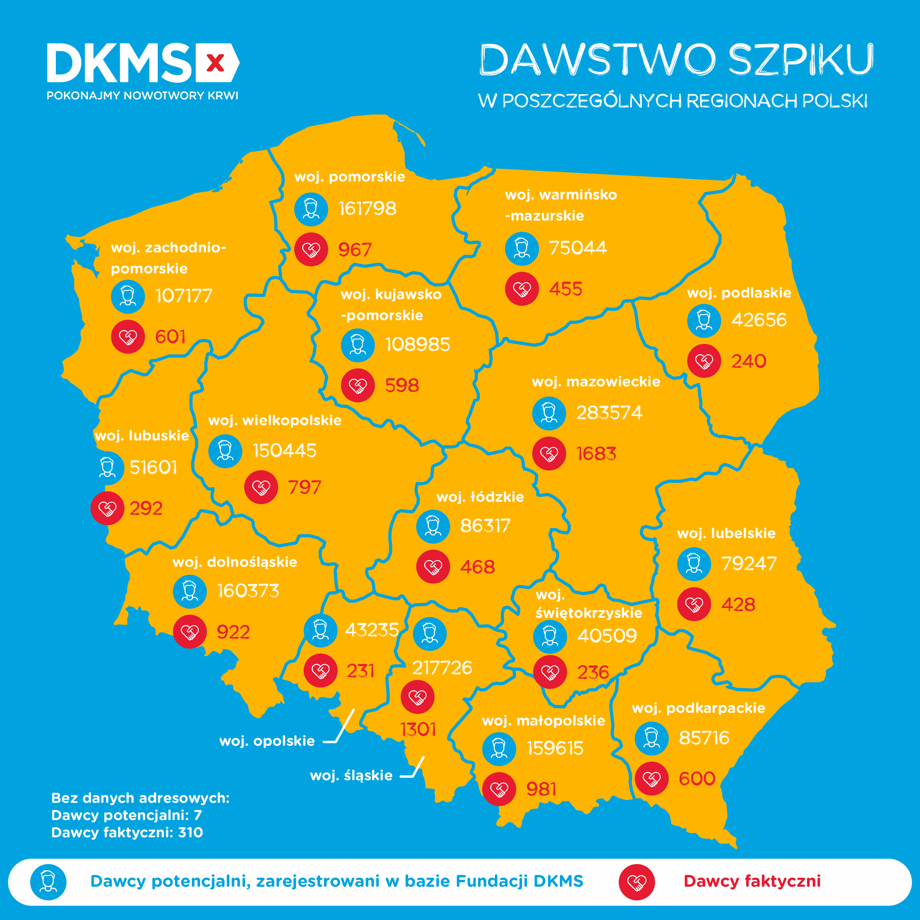 DKMS x
POKONAJMY NOWOTWORY KRWI
DAWSTWO SZPIKU
W POSZCZEGÓLNYCH REGIONACH POLSKI
woj. pomorskie
161798
967
woj. warmińsko
-mazurskie
75044
455
woj. zachodnio-
pomorskie
107177
601
woj. kujawsko
-pomorskie
108985
598
woj. podlaskie
42656
240
woj. mazowieckie
283574
1683
woj. lubuskie
51601
292
woj. wielkopolskie
150445
797
woj. łódzkie
86317
468
woj. lubelskie
79247
428
woj. dolnośląskie
160373
922
43235
231
woj. opolskie
217726
1301
woj. śląskie
woj.
świętokrzyskie
40509
236
woj. małopolskie
159615
981
woj. podkarpackie
85716
600
Bez danych adresowych:
Dawcy potencjalni: 7
Dawcy faktyczni: 310
Dawcy potencjalni, zarejestrowani w bazie Fundacji DKMS
Dawcy faktyczni